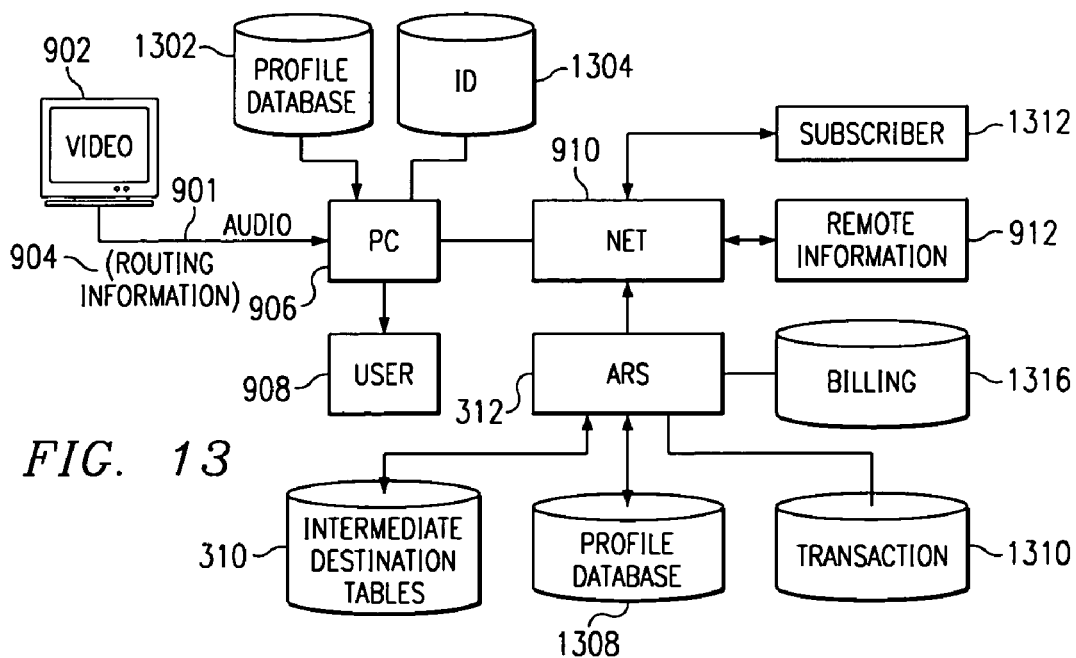 1302
902
PROFILE
DATABASE
ID
1304
VIDEO
910
SUBSCRIBER
1312
901
AUDIO
PC
NET
REMOTE
INFORMATION
912
904
(ROUTING
INFORMATION)
906
USER
908
ARS
312
BILLING
1316
FIG. 13
310
INTERMEDIATE
DESTINATION
TABLES
PROFILE
DATABASE
1308
TRANSACTION
1310